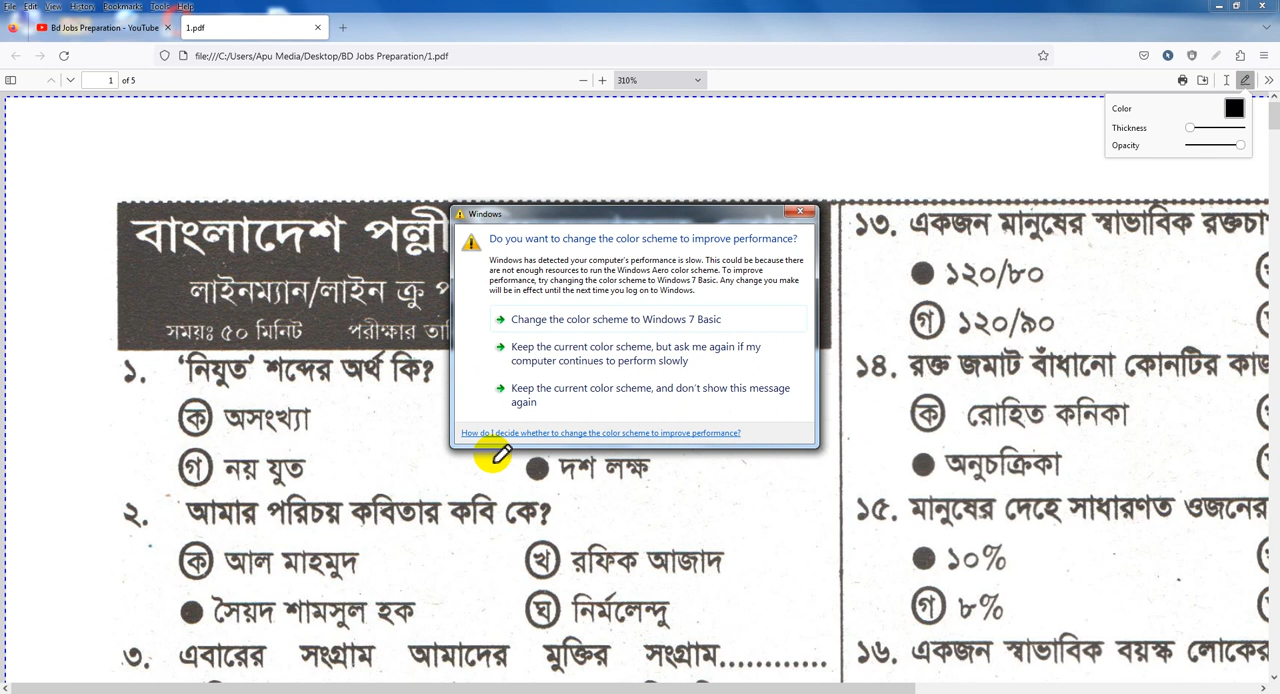 File Edit View History Bookmarks Tools Help
Bd Jobs Preparation - YouTube
1.pdf
file:///C:/Users/Apu Media/Desktop/BD Jobs Preparation/1.pdf
1 of 5
310%
Color
Thickness
Opacity
Windows
Do you want to change the color scheme to improve performance?
Windows has detected your computer's performance is slow. This could be because there
are not enough resources to run the Windows Aero color scheme. To improve
performance, try changing the color scheme to Windows 7 Basic. Any change you make
will be in effect until the next time you log on to Windows.
Change the color scheme to Windows 7 Basic
Keep the current color scheme, but ask me again if my
computer continues to perform slowly
Keep the current color scheme, and don't show this message
again
How do I decide whether to change the color scheme to improve performance?
বাংলাদেশ পল্লী
লাইনম্যান/লাইন ক্রু
সময়ঃ ৫০ মিনিট পরীক্ষার
১. ‘নিযুত’ শব্দের অর্থ কি?
ক অসংখ্যা
গ নয় যুত
দশ লক্ষ
২. আমার পরিচয় কবিতার কবি কে?
ক আল মাহমুদ
খ রফিক আজাদ
সৈয়দ শামসুল হক
ঘ নির্মলেন্দু
৩. এবারের সংগ্রাম আমাদের মুক্তির সংগ্রাম............
১৩. একজন মানুষের স্বাভাবিক রক্তচা
১২০/৮০
গ ১২০/৯০
১৪. রক্ত জমাট বাঁধানো কোনটির কাজ
ক রোহিত কনিকা
অনুচক্রিকা
১৫. মানুষের দেহে সাধারণত ওজনের
১০%
গ ৮%
১৬. একজন স্বাভাবিক বয়স্ক লোকের